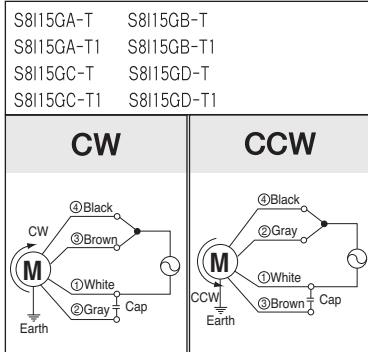 S8I15GA-T S8I15GB-T
S8I15GA-T1 S8I15GB-T1
S8I15GC-T S8I15GD-T
S8I15GC-T1 S8I15GD-T1
CW CCW
④Black
CW
③Brown
M
①White
②Gray Cap
Earth
④Black
②Gray
M
①White
CCW
③Brown Cap
Earth